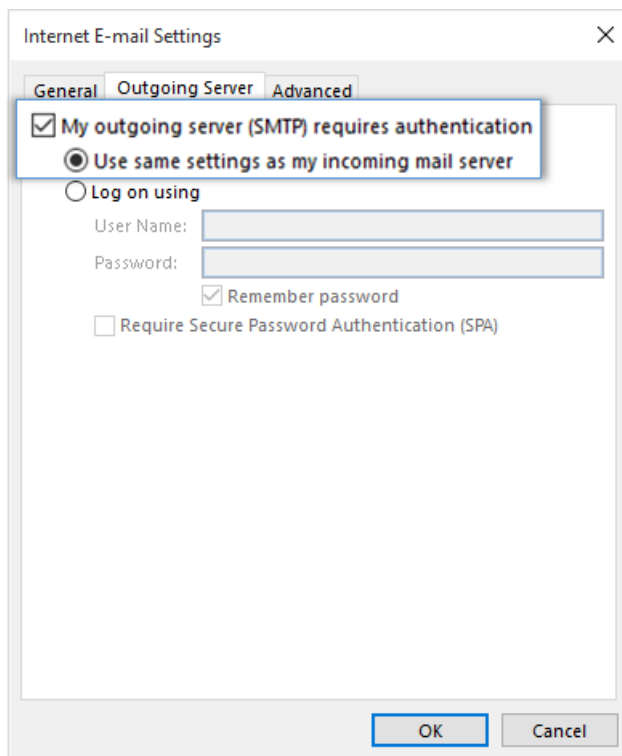 Internet E-mail Settings
General Outgoing Server Advanced
My outgoing server (SMTP) requires authentication
Use same settings as my incoming mail server
Log on using
User Name:
Password:
Remember password
Require Secure Password Authentication (SPA)
OK Cancel